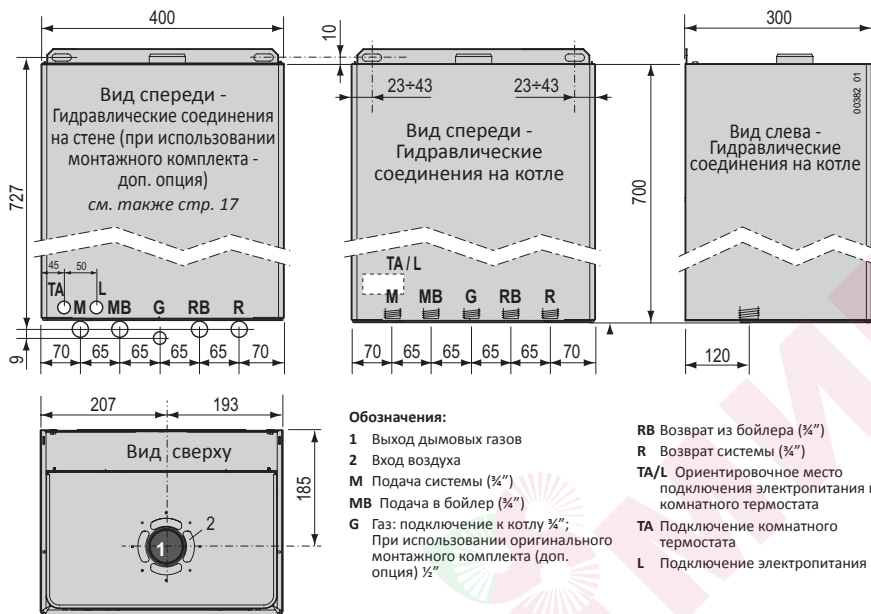 400
300
10
23÷43
23÷43
00382 01
Вид спереди -
Гидравлические соединения
на стене (при использовании
монтажного комплекта -
доп. опция)
см. также стр. 17
Вид спереди -
Гидравлические
соединения на котле
Вид слева -
Гидравлические
соединения на котле
727
700
45
50
TA
L
M
MB
G
RB
R
TA / L
M
MB
G
RB
R
9
70
65
65
65
65
70
70
65
65
65
65
70
120
207
193
Вид сверху
185
1
2
Обозначения:
1 Выход дымовых газов
2 Вход воздуха
M Подача системы (¾”)
MB Подача в бойлер (¾”)
G Газ: подключение к котлу ¾”;
При использовании оригинального
монтажного комплекта (доп.
опция) ½”
RB Возврат из бойлера (¾”)
R Возврат системы (¾”)
TA/L Ориентировочное место
подключения электропитания
комнатного термостата
TA Подключение комнатного
термостата
L Подключение электропитания